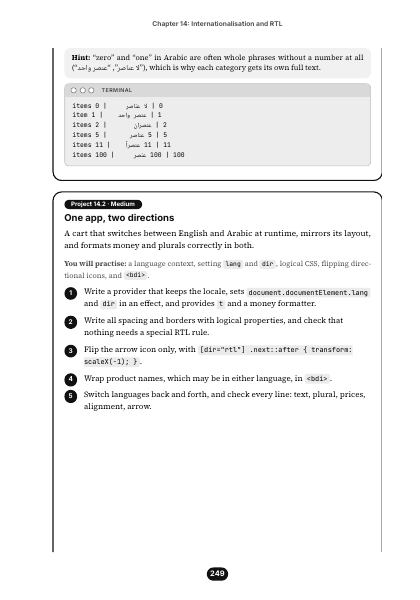 Chapter 14: Internationalisation and RTL
Hint: “zero” and “one” in Arabic are often whole phrases without a number at all
(“لا عناصر”, “عنصر واحد”), which is why each category gets its own full text.
TERMINAL
items 0 | لا عناصر | 0
item 1 | عنصر واحد | 1
items 2 | عنصران | 2
items 5 | 5 عناصر | 5
items 11 | 11 عنصراً | 11
items 100 | 100 عنصر | 100
Project 14.2 · Medium
One app, two directions
A cart that switches between English and Arabic at runtime, mirrors its layout,
and formats money and plurals correctly in both.
You will practise: a language context, setting lang and dir, logical CSS, flipping direc-
tional icons, and <bdi>.
1 Write a provider that keeps the locale, sets document.documentElement.lang
and dir in an effect, and provides t and a money formatter.
2 Write all spacing and borders with logical properties, and check that
nothing needs a special RTL rule.
3 Flip the arrow icon only, with [dir="rtl"] .next::after { transform:
scaleX(-1); }.
4 Wrap product names, which may be in either language, in <bdi>.
5 Switch languages back and forth, and check every line: text, plural, prices,
alignment, arrow.
249